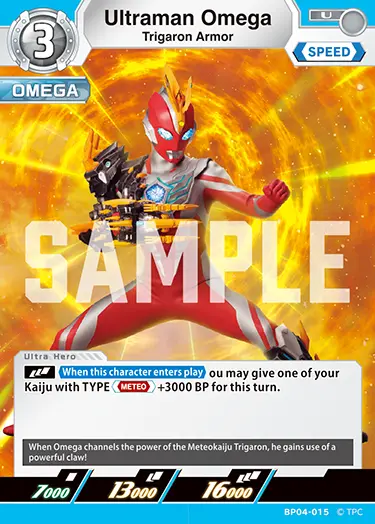 3
Ultraman Omega
Trigaron Armor
U
SPEED
OMEGA
SAMPLE
Ultra Hero
When this character enters play you may give one of your
Kaiju with TYPE METEO +3000 BP for this turn.
When Omega channels the power of the Meteokaiju Trigaron, he gains use of a
powerful claw!
7000
13000
16000
BP04-015 © TPC